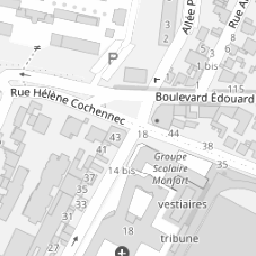 Allée P
Rue A
P
1 bis
115
Boulevard Édouard
Rue Hélène Cochennec
43
18
44
35
41
Groupe
Scolaire
Monfort
39
14 bis
37
35
33
31
vestiaires
tribune